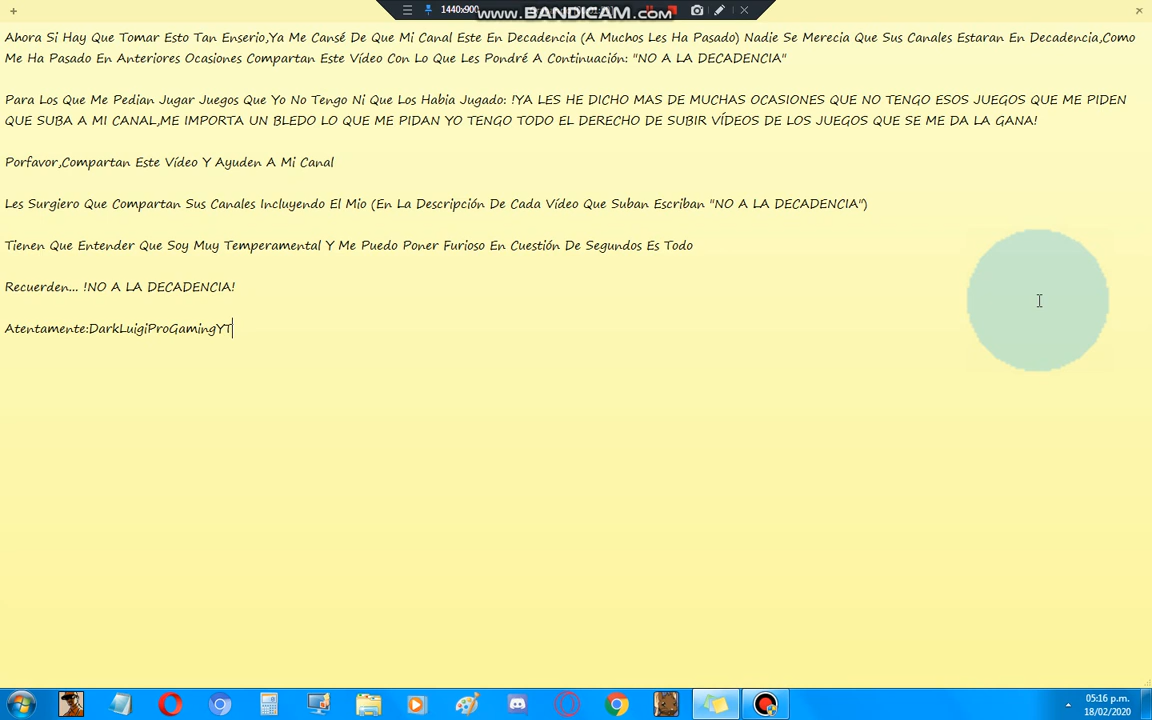 1440x900
www.BANDICAM.com
Ahora Si Hay Que Tomar Esto Tan Enserio,Ya Me Cansé De Que Mi Canal Este En Decadencia (A Muchos Les Ha Pasado) Nadie Se Merecia Que Sus Canales Estaran En Decadencia,Como
Me Ha Pasado En Anteriores Ocasiones Compartan Este Vídeo Con Lo Que Les Pondré A Continuación: "NO A LA DECADENCIA"
Para Los Que Me Pedian Jugar Juegos Que Yo No Tengo Ni Que Los Habia Jugado: !YA LES HE DICHO MAS DE MUCHAS OCASIONES QUE NO TENGO ESOS JUEGOS QUE ME PIDEN
QUE SUBA A MI CANAL,ME IMPORTA UN BLEDO LO QUE ME PIDAN YO TENGO TODO EL DERECHO DE SUBIR VÍDEOS DE LOS JUEGOS QUE SE ME DA LA GANA!
Porfavor,Compartan Este Vídeo Y Ayuden A Mi Canal
Les Surgiero Que Compartan Sus Canales Incluyendo El Mio (En La Descripción De Cada Vídeo Que Suban Escriban "NO A LA DECADENCIA")
Tienen Que Entender Que Soy Muy Temperamental Y Me Puedo Poner Furioso En Cuestión De Segundos Es Todo
Recuerden... !NO A LA DECADENCIA!
Atentamente:DarkLuigiProGamingYT
05:16 p.m.
18/02/2020